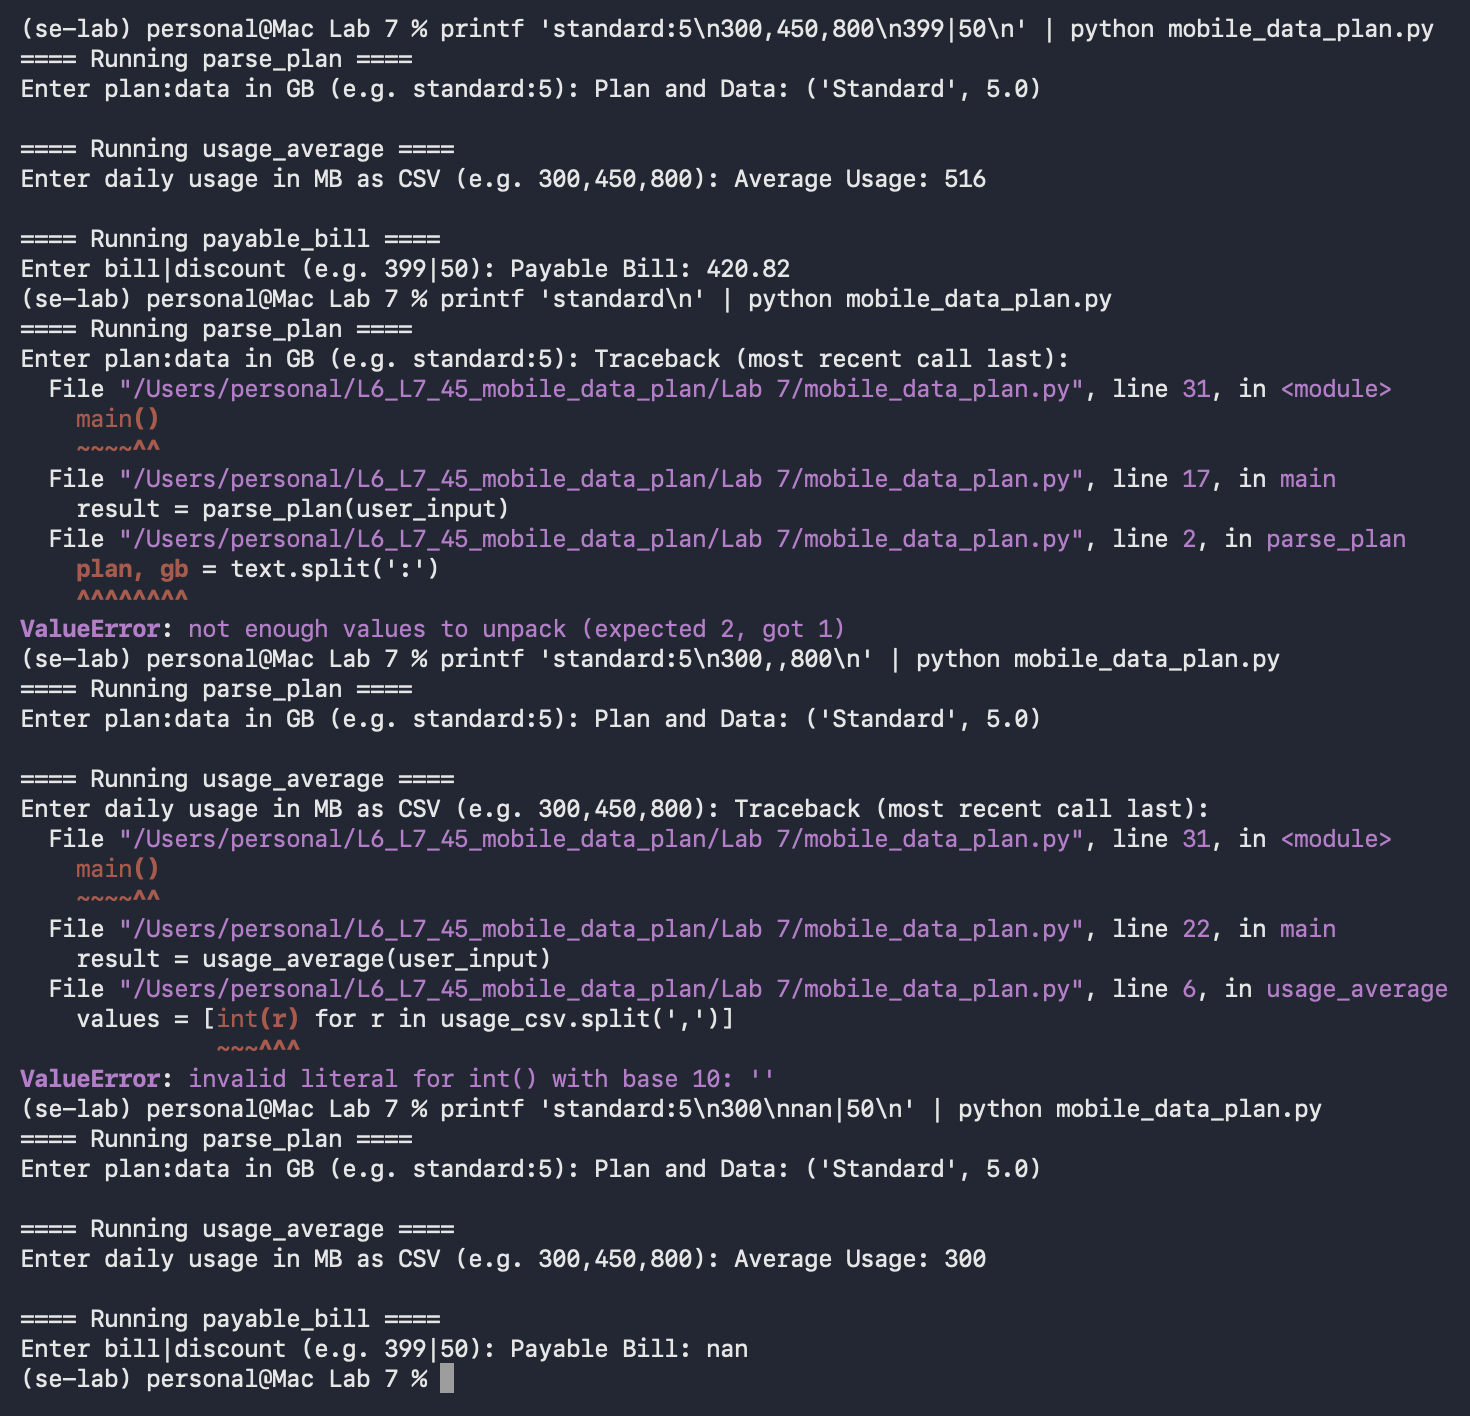 (se-lab) personal@Mac Lab 7 % printf 'standard:5\n300,450,800\n399|50\n' | python mobile_data_plan.py
==== Running parse_plan ====
Enter plan:data in GB (e.g. standard:5): Plan and Data: ('Standard', 5.0)

==== Running usage_average ====
Enter daily usage in MB as CSV (e.g. 300,450,800): Average Usage: 516

==== Running payable_bill ====
Enter bill|discount (e.g. 399|50): Payable Bill: 420.82
(se-lab) personal@Mac Lab 7 % printf 'standard\n' | python mobile_data_plan.py
==== Running parse_plan ====
Enter plan:data in GB (e.g. standard:5): Traceback (most recent call last):
  File "/Users/personal/L6_L7_45_mobile_data_plan/Lab 7/mobile_data_plan.py", line 31, in <module>
    main()
    ~~~~^^
  File "/Users/personal/L6_L7_45_mobile_data_plan/Lab 7/mobile_data_plan.py", line 17, in main
    result = parse_plan(user_input)
  File "/Users/personal/L6_L7_45_mobile_data_plan/Lab 7/mobile_data_plan.py", line 2, in parse_plan
    plan, gb = text.split(':')
    ^^^^^^^^
ValueError: not enough values to unpack (expected 2, got 1)
(se-lab) personal@Mac Lab 7 % printf 'standard:5\n300,,800\n' | python mobile_data_plan.py
==== Running parse_plan ====
Enter plan:data in GB (e.g. standard:5): Plan and Data: ('Standard', 5.0)

==== Running usage_average ====
Enter daily usage in MB as CSV (e.g. 300,450,800): Traceback (most recent call last):
  File "/Users/personal/L6_L7_45_mobile_data_plan/Lab 7/mobile_data_plan.py", line 31, in <module>
    main()
    ~~~~^^
  File "/Users/personal/L6_L7_45_mobile_data_plan/Lab 7/mobile_data_plan.py", line 22, in main
    result = usage_average(user_input)
  File "/Users/personal/L6_L7_45_mobile_data_plan/Lab 7/mobile_data_plan.py", line 6, in usage_average
    values = [int(r) for r in usage_csv.split(',')]
              ~~~^^^
ValueError: invalid literal for int() with base 10: ''
(se-lab) personal@Mac Lab 7 % printf 'standard:5\n300\nnan|50\n' | python mobile_data_plan.py
==== Running parse_plan ====
Enter plan:data in GB (e.g. standard:5): Plan and Data: ('Standard', 5.0)

==== Running usage_average ====
Enter daily usage in MB as CSV (e.g. 300,450,800): Average Usage: 300

==== Running payable_bill ====
Enter bill|discount (e.g. 399|50): Payable Bill: nan
(se-lab) personal@Mac Lab 7 %